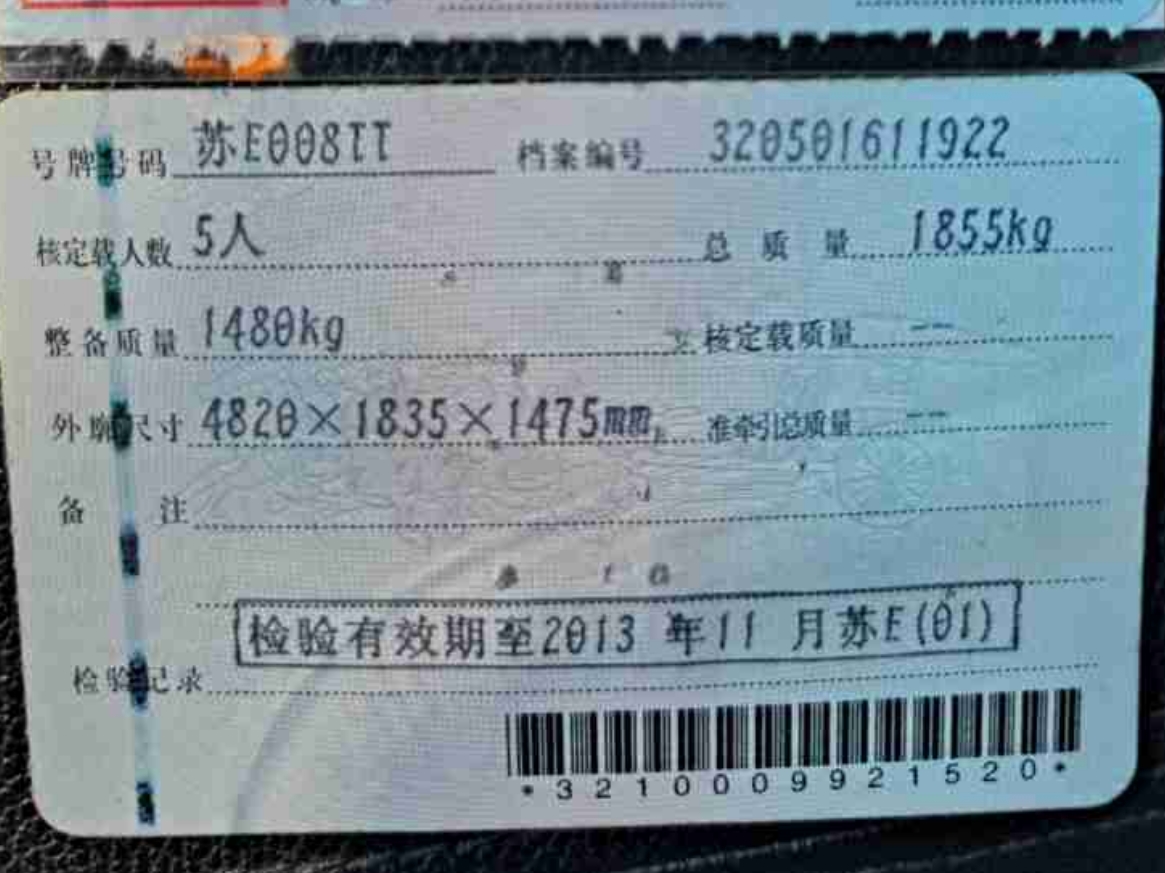 号牌号码 苏E008TT 档案编号 320501611922
核定载人数 5人 总质量 1855kg
整备质量 1480kg 核定载质量 --
外廓尺寸 4820×1835×1475mm 准牵引总质量 --
备注
检验有效期至2013年11月苏E(01)
检验记录
*3210009921520*